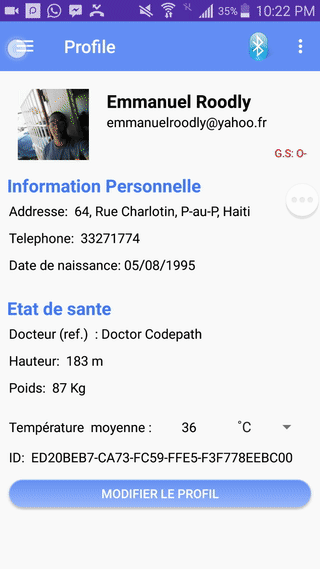 35% 10:22 PM
Profile
Emmanuel Roodly
emmanuelroodly@yahoo.fr
G.S: O-
Information Personnelle
Addresse: 64, Rue Charlotin, P-au-P, Haiti
Telephone: 33271774
Date de naissance: 05/08/1995
Etat de sante
Docteur (ref.) : Doctor Codepath
Hauteur: 183 m
Poids: 87 Kg
Température moyenne : 36 °C
ID: ED20BEB7-CA73-FC59-FFE5-F3F778EEBC00
MODIFIER LE PROFIL